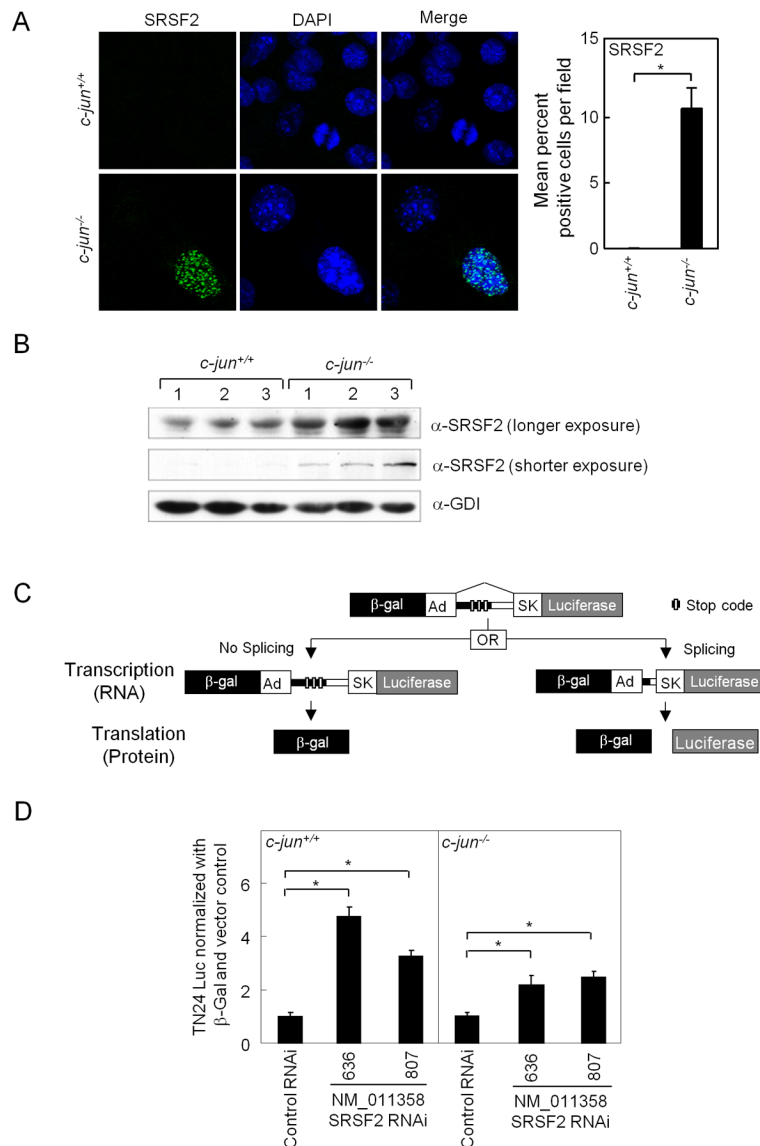 A
SRSF2 DAPI Merge
c-jun+/+
c-jun-/-
SRSF2
*
Mean percent
positive cells per field
15
10
5
0
c-jun+/+
c-jun-/-
B
c-jun+/+ c-jun-/-
1 2 3 1 2 3
α-SRSF2 (longer exposure)
α-SRSF2 (shorter exposure)
α-GDI
C
β-gal Ad SK Luciferase
Stop code
OR
No Splicing
Splicing
Transcription
(RNA)
β-gal Ad SK Luciferase
β-gal Ad SK Luciferase
Translation
(Protein)
β-gal
β-gal Luciferase
D
TN24 Luc normalized with
β-Gal and vector control
6
4
2
0
c-jun+/+
*
*
c-jun-/-
*
*
Control RNAi
636
807
NM_011358
SRSF2 RNAi
Control RNAi
636
807
NM_011358
SRSF2 RNAi